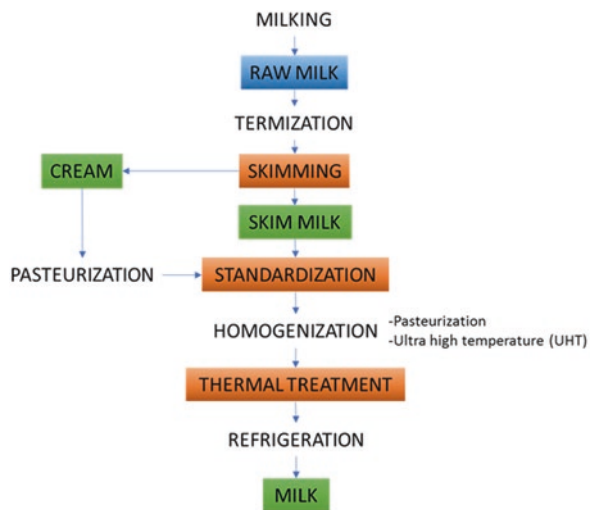 MILKING
RAW MILK
TERMIZATION
CREAM
SKIMMING
SKIM MILK
PASTEURIZATION
STANDARDIZATION
HOMOGENIZATION
-Pasteurization
-Ultra high temperature (UHT)
THERMAL TREATMENT
REFRIGERATION
MILK